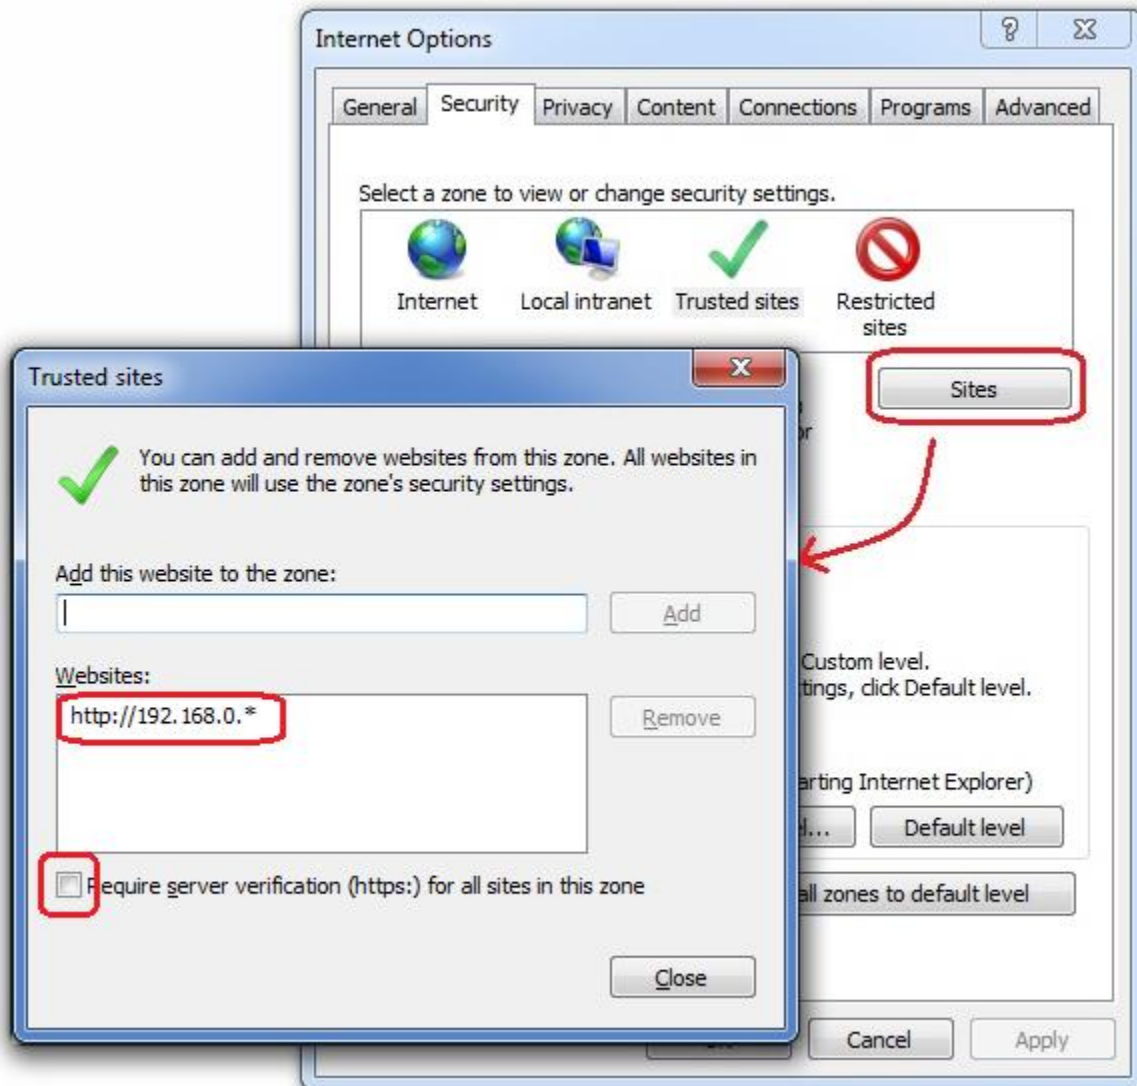 Internet Options
General Security Privacy Content Connections Programs Advanced
Select a zone to view or change security settings.
Internet Local intranet Trusted sites Restricted sites
Sites
Trusted sites
You can add and remove websites from this zone. All websites in
this zone will use the zone's security settings.
Add this website to the zone:
Add
Websites:
http://192.168.0.*
Remove
Require server verification (https:) for all sites in this zone
Close
or
Custom level.
tings, click Default level.
arting Internet Explorer)
l... Default level
all zones to default level
Cancel Apply